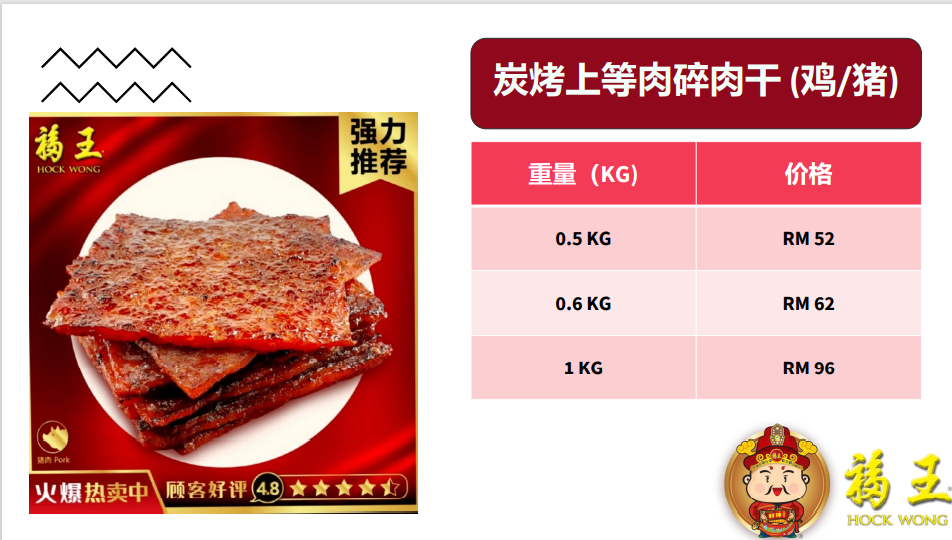 炭烤上等肉碎肉干 (鸡/猪)
福王
HOCK WONG
强力
推荐
重量（KG）
价格
0.5 KG
RM 52
0.6 KG
RM 62
1 KG
RM 96
猪肉 Pork
火爆热卖中
顾客好评
4.8
福王
HOCK WONG